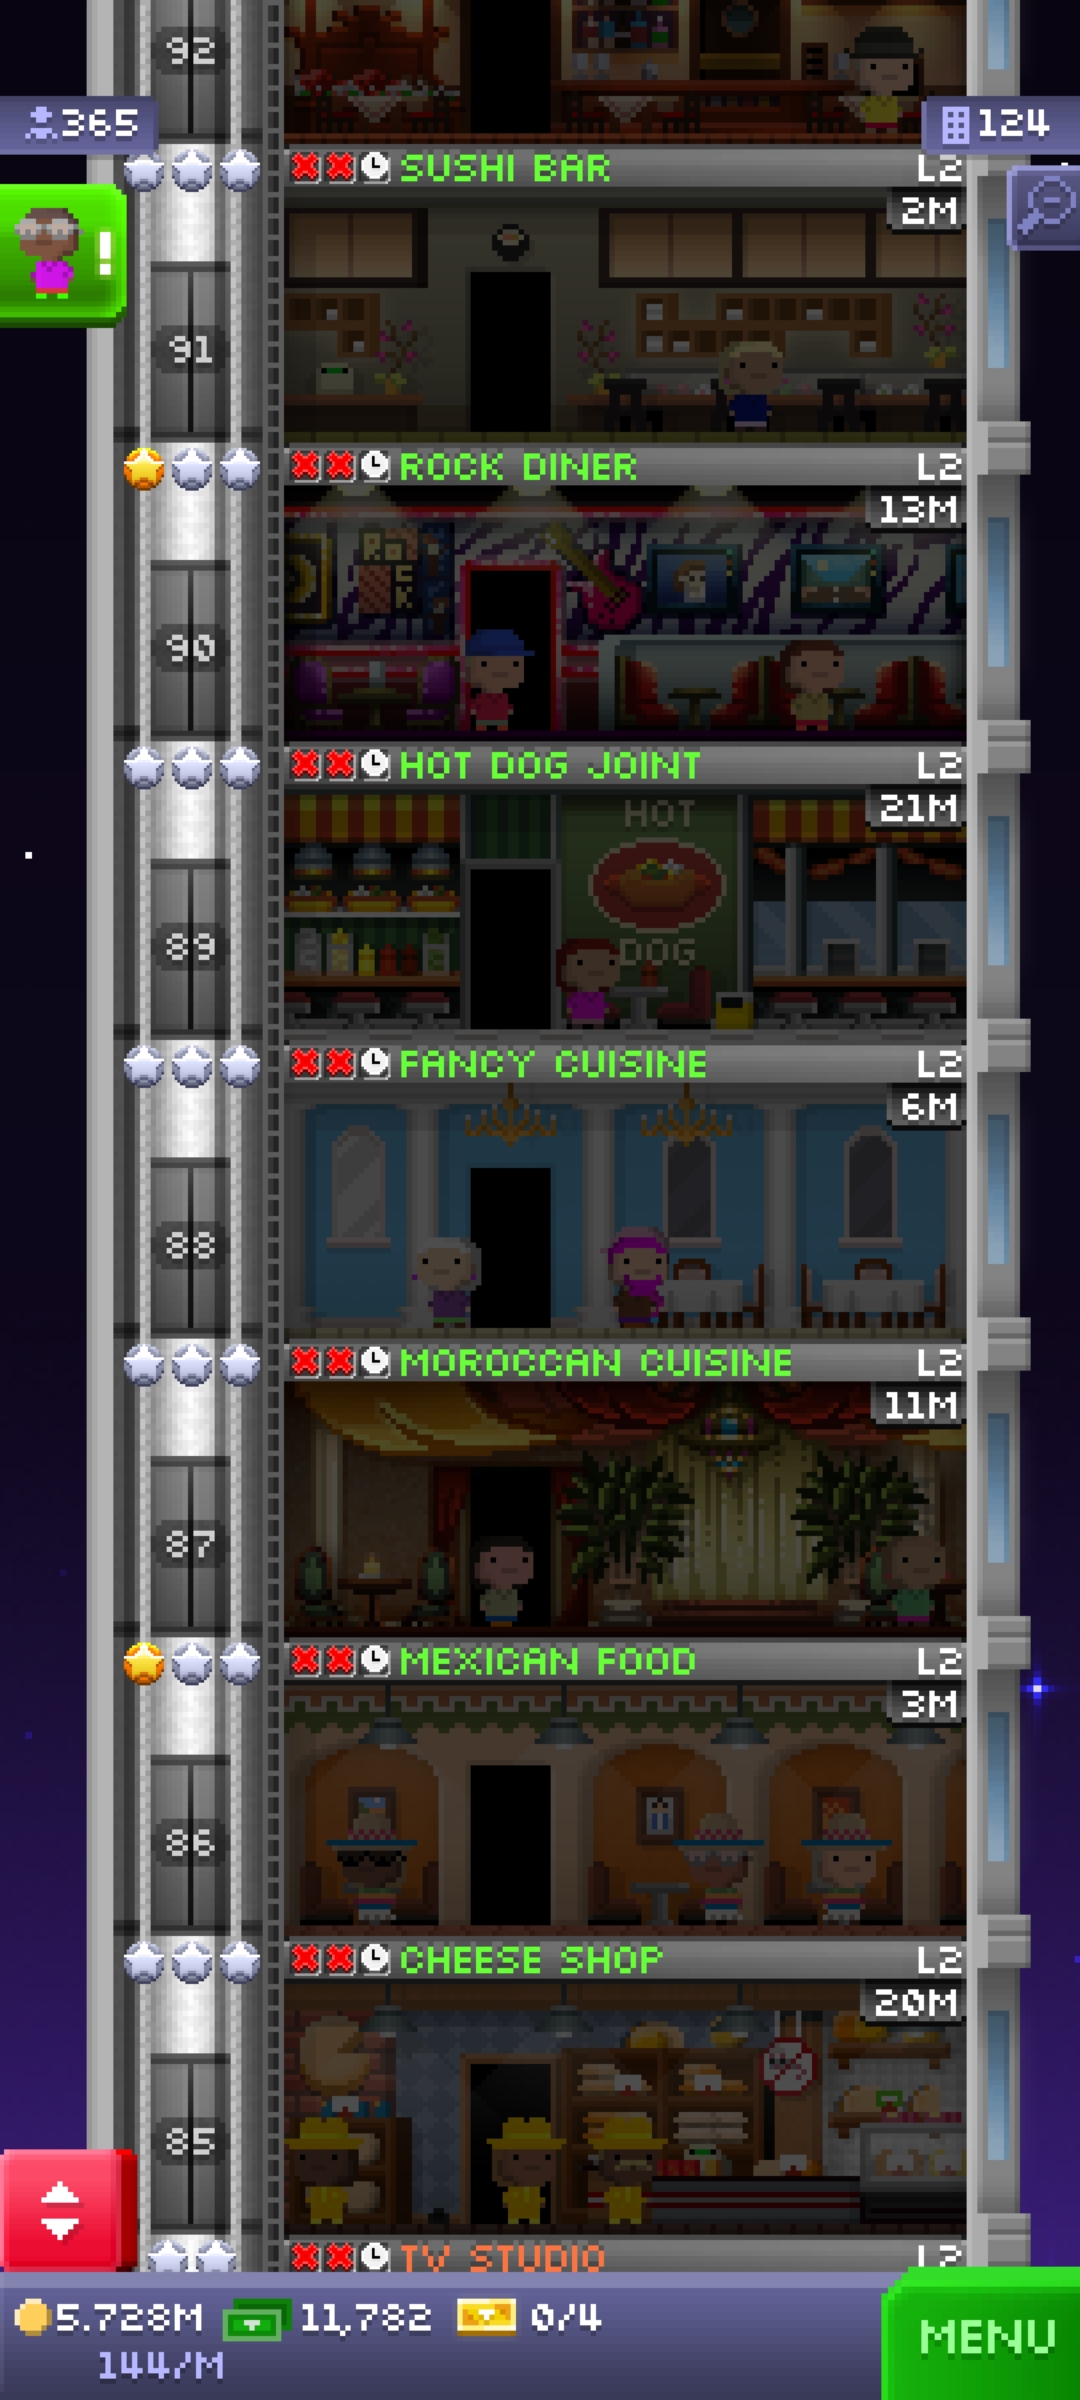 92
365
124
SUSHI BAR L2
2M
!
91
ROCK DINER L2
13M
ROCK
90
HOT DOG JOINT L2
21M
HOT
DOG
89
FANCY CUISINE L2
6M
88
MOROCCAN CUISINE L2
11M
87
MEXICAN FOOD L2
3M
86
CHEESE SHOP L2
20M
85
TV STUDIO L2
5.728M 11,782 0/4
144/M
MENU